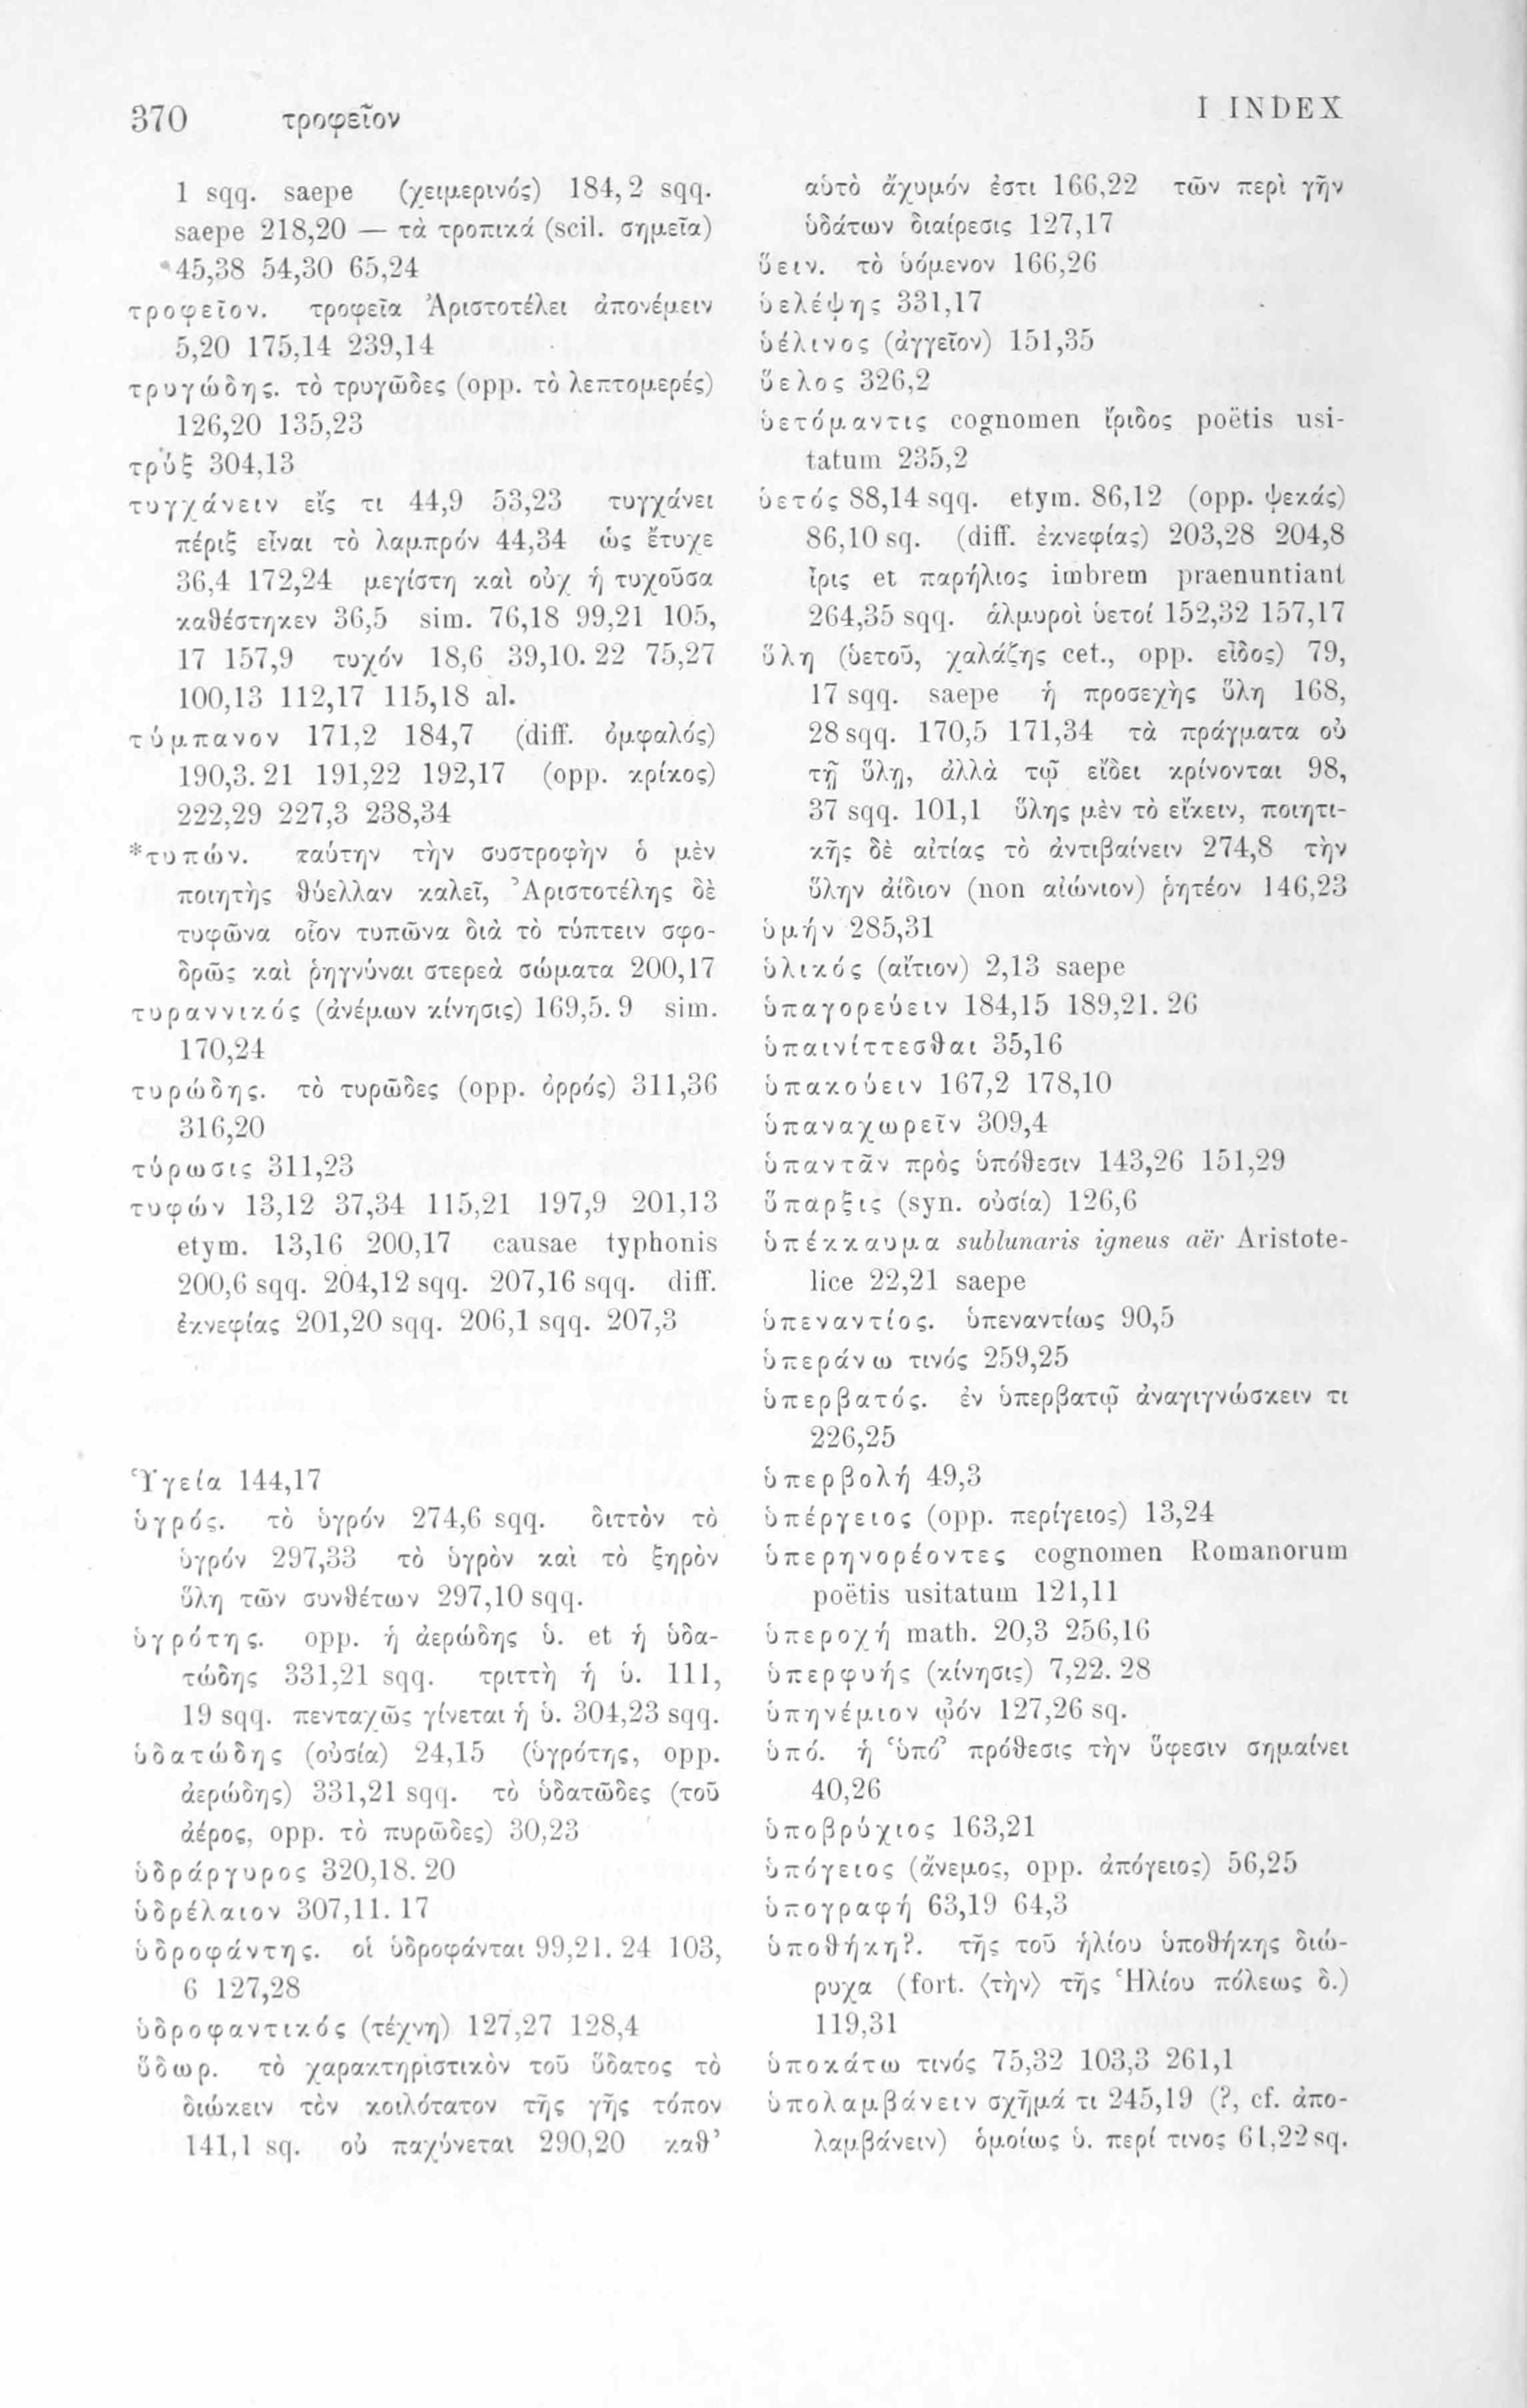 370 τροφεῖον
I INDEX
1 sqq. saepe (χειμερινός) 184,2 sqq.
saepe 218,20 — τὰ τροπικά (scil. σημεῖα)
45,38 54,30 65,24
τροφεῖον. τροφεῖα Ἀριστοτέλει ἀπονέμειν
5,20 175,14 239,14
τρυγώδης. τὸ τρυγῶδες (opp. τὸ λεπτομερές)
126,20 135,23
τρύξ 304,13
τυγχάνειν εἴς τι 44,9 53,23 τυγχάνει
πέριξ εἶναι τὸ λαμπρόν 44,34 ὡς ἔτυχε
36,4 172,24 μεγίστη καὶ οὐχ ἡ τυχοῦσα
καθέστηκεν 36,5 sim. 76,18 99,21 105,
17 157,9 τυχόν 18,6 39,10. 22 75,27
100,13 112,17 115,18 al.
τύμπανον 171,2 184,7 (diff. ὀμφαλός)
190,3. 21 191,22 192,17 (opp. κρίκος)
222,29 227,3 238,34
*τυπών. ταύτην τὴν συστροφὴν ὁ μὲν
ποιητὴς θύελλαν καλεῖ, Ἀριστοτέλης δὲ
τυφῶνα οἷον τυπῶνα διὰ τὸ τύπτειν σφο-
δρῶς καὶ ῥηγνύναι στερεὰ σώματα 200,17
τυραννικός (ἀνέμων κίνησις) 169,5. 9 sim.
170,24
τυρώδης. τὸ τυρῶδες (opp. ὀρρός) 311,36
316,20
τύρωσις 311,23
τυφών 13,12 37,34 115,21 197,9 201,13
etym. 13,16 200,17 causae typhonis
200,6 sqq. 204,12 sqq. 207,16 sqq. diff.
ἐκνεφίας 201,20 sqq. 206,1 sqq. 207,3
Ὑγεία 144,17
ὑγρός. τὸ ὑγρόν 274,6 sqq. διττὸν τὸ
ὑγρόν 297,33 τὸ ὑγρὸν καὶ τὸ ξηρὸν
ὕλη τῶν συνθέτων 297,10 sqq.
ὑγρότης. opp. ἡ ἀερώδης ὑ. et ἡ ὑδα-
τώδης 331,21 sqq. τριττὴ ἡ ὑ. 111,
19 sqq. πενταχῶς γίνεται ἡ ὑ. 304,23 sqq.
ὑδατώδης (οὐσία) 24,15 (ὑγρότης, opp.
ἀερώδης) 331,21 sqq. τὸ ὑδατῶδες (τοῦ
ἀέρος, opp. τὸ πυρῶδες) 30,23
ὑδράργυρος 320,18. 20
ὑδρέλαιον 307,11. 17
ὑδροφάντης. οἱ ὑδροφάνται 99,21. 24 103,
6 127,28
ὑδροφαντικός (τέχνη) 127,27 128,4
ὕδωρ. τὸ χαρακτηριστικὸν τοῦ ὕδατος τὸ
διώκειν τὸν κοιλότατον τῆς γῆς τόπον
141,1 sq. οὐ παχύνεται 290,20 καθ’
αὑτὸ ἄχυμόν ἐστι 166,22 τῶν περὶ γῆν
ὑδάτων διαίρεσις 127,17
ὕειν. τὸ ὑόμενον 166,26
ὑελέψης 331,17
ὑέλινος (ἀγγεῖον) 151,35
ὕελος 326,2
ὑετόμαντις cognomen ἴριδος poëtis usi-
tatum 235,2
ὑετός 88,14 sqq. etym. 86,12 (opp. ψεκάς)
86,10 sq. (diff. ἐκνεφίας) 203,28 204,8
ἶρις et παρήλιος imbrem praenuntiant
264,35 sqq. ἁλμυροὶ ὑετοί 152,32 157,17
ὕλη (ὑετοῦ, χαλάζης cet., opp. εἶδος) 79,
17 sqq. saepe ἡ προσεχὴς ὕλη 168,
28 sqq. 170,5 171,34 τὰ πράγματα οὐ
τῇ ὕλῃ, ἀλλὰ τῷ εἴδει κρίνονται 98,
37 sqq. 101,1 ὕλης μὲν τὸ εἴκειν, ποιητι-
κῆς δὲ αἰτίας τὸ ἀντιβαίνειν 274,8 τὴν
ὕλην ἀίδιον (non αἰώνιον) ῥητέον 146,23
ὑμήν 285,31
ὑλικός (αἴτιον) 2,13 saepe
ὑπαγορεύειν 184,15 189,21. 26
ὑπαινίττεσθαι 35,16
ὑπακούειν 167,2 178,10
ὑπαναχωρεῖν 309,4
ὑπαντᾶν πρὸς ὑπόθεσιν 143,26 151,29
ὕπαρξις (syn. οὐσία) 126,6
ὑπέκκαυμα sublunaris igneus aër Aristote-
lice 22,21 saepe
ὑπεναντίος. ὑπεναντίως 90,5
ὑπεράνω τινός 259,25
ὑπερβατός. ἐν ὑπερβατῷ ἀναγιγνώσκειν τι
226,25
ὑπερβολή 49,3
ὑπέργειος (opp. περίγειος) 13,24
ὑπερηνορέοντες cognomen Romanorum
poëtis usitatum 121,11
ὑπεροχή math. 20,3 256,16
ὑπερφυής (κίνησις) 7,22. 28
ὑπηνέμιον ᾠόν 127,26 sq.
ὑπό. ἡ ‘ὑπό’ πρόθεσις τὴν ὕφεσιν σημαίνει
40,26
ὑποβρύχιος 163,21
ὑπόγειος (ἄνεμος, opp. ἀπόγειος) 56,25
ὑπογραφή 63,19 64,3
ὑποθήκη?. τῆς τοῦ ἡλίου ὑποθήκης διώ-
ρυχα (fort. ⟨τὴν⟩ τῆς Ἡλίου πόλεως δ.)
119,31
ὑποκάτω τινός 75,32 103,3 261,1
ὑπολαμβάνειν σχῆμά τι 245,19 (?, cf. ἀπο-
λαμβάνειν) ὁμοίως ὑ. περί τινος 61,22 sq.